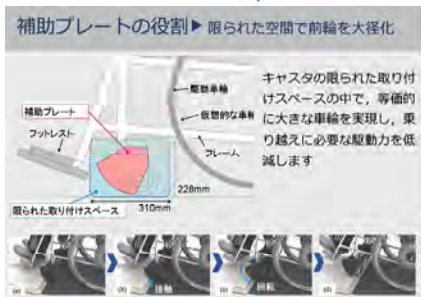 補助プレートの役割▶ 限られた空間で前輪を大径化
駆動車輪
補助プレート
仮想的な車輪
フットレスト
フレーム
228mm
限られた取り付けスペース
310mm
キャスタの限られた取り付
けスペースの中で，等価的
に大きな車輪を実現し，乗
り越えに必要な駆動力を低
減します
(a)
(b)
接触
(c)
回転
(d)